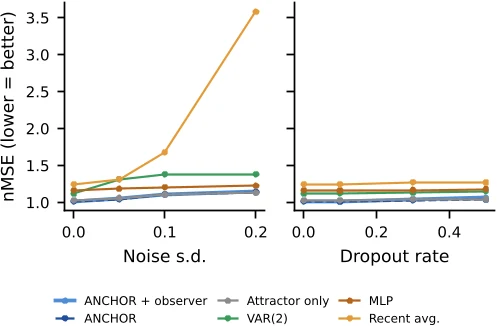 nMSE (lower = better)
3.5
3.0
2.5
2.0
1.5
1.0
0.0 0.1 0.2
Noise s.d.
0.0 0.2 0.4
Dropout rate
ANCHOR + observer
ANCHOR
Attractor only
VAR(2)
MLP
Recent avg.